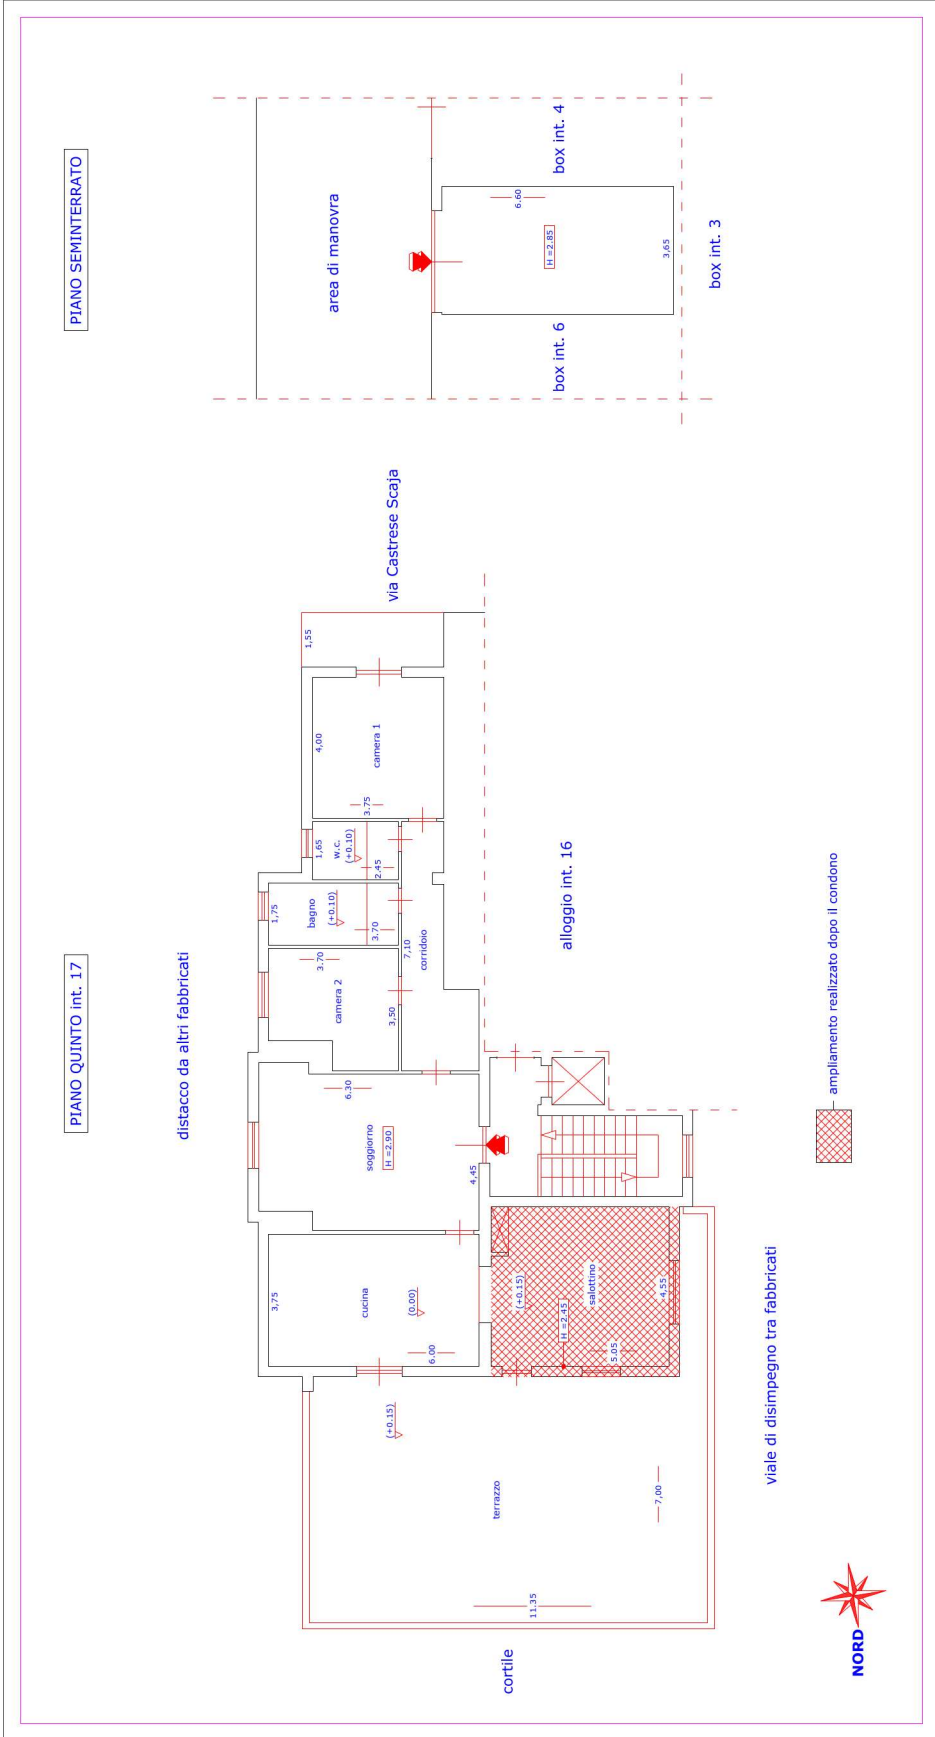 PIANO QUINTO int. 17
PIANO SEMINTERRATO
distacco da altri fabbricati
area di manovra
box int. 6
box int. 4
box int. 3
6.60
H =2.85
3,65
via Castrese Scaja
1,55
4,00
camera 1
3.75
1,65
w.c.
(+0.10)
2.45
1,75
bagno
(+0.10)
3.70
7,10
corridoio
3.70
camera 2
3,50
6.30
soggiorno
H =2.90
4,45
3,75
cucina
(0.00)
6.00
(+0.15)
salottino
4,55
H =2.45
5.05
(+0.15)
terrazzo
7,00
11.35
alloggio int. 16
ampliamento realizzato dopo il condono
viale di disimpegno tra fabbricati
cortile
NORD